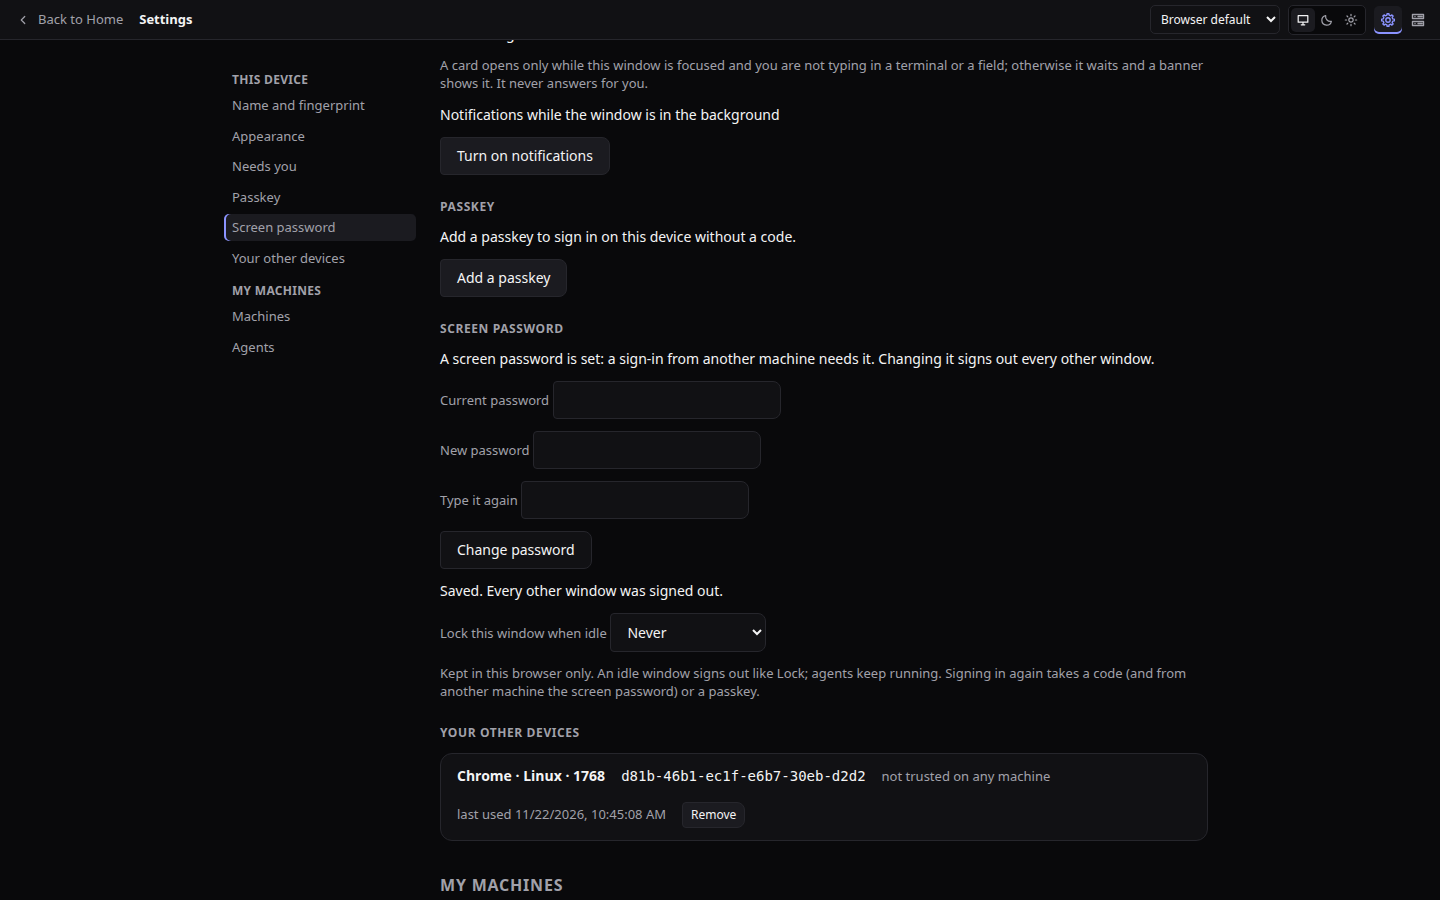 Back to Home Settings Browser default
THIS DEVICE
Name and fingerprint
Appearance
Needs you
Passkey
Screen password
Your other devices
MY MACHINES
Machines
Agents
A card opens only while this window is focused and you are not typing in a terminal or a field; otherwise it waits and a banner
shows it. It never answers for you.
Notifications while the window is in the background
Turn on notifications
PASSKEY
Add a passkey to sign in on this device without a code.
Add a passkey
SCREEN PASSWORD
A screen password is set: a sign-in from another machine needs it. Changing it signs out every other window.
Current password
New password
Type it again
Change password
Saved. Every other window was signed out.
Lock this window when idle Never
Kept in this browser only. An idle window signs out like Lock; agents keep running. Signing in again takes a code (and from
another machine the screen password) or a passkey.
YOUR OTHER DEVICES
Chrome · Linux · 1768 d81b-46b1-ec1f-e6b7-30eb-d2d2 not trusted on any machine
last used 11/22/2026, 10:45:08 AM Remove
MY MACHINES